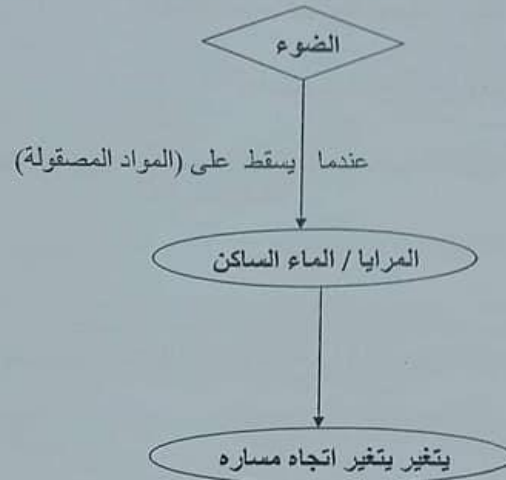 الضوء
عندما يسقط على (المواد المصقولة)
المرايا / الماء الساكن
يتغير يتغير اتجاه مساره